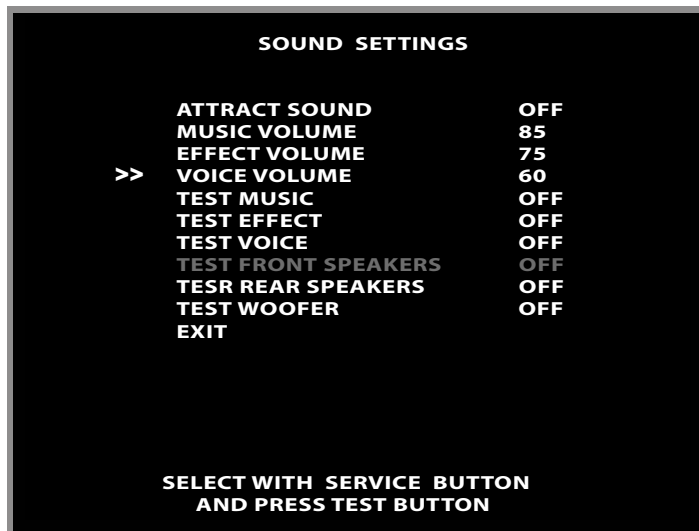 SOUND SETTINGS
ATTRACT SOUND OFF
MUSIC VOLUME 85
EFFECT VOLUME 75
>> VOICE VOLUME 60
TEST MUSIC OFF
TEST EFFECT OFF
TEST VOICE OFF
TEST FRONT SPEAKERS OFF
TESR REAR SPEAKERS OFF
TEST WOOFER OFF
EXIT
SELECT WITH SERVICE BUTTON
AND PRESS TEST BUTTON